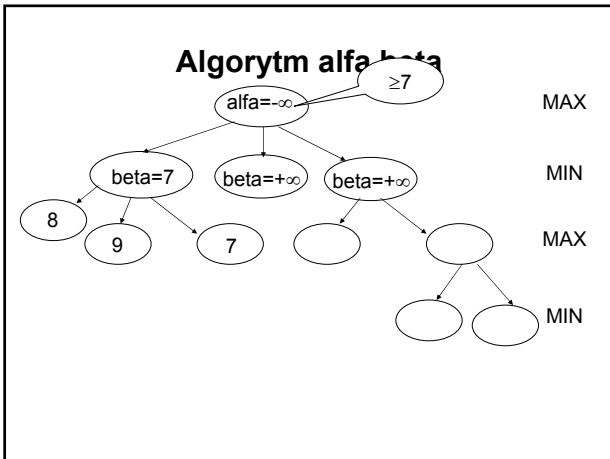 Algorytm alfa beta
≥7
alfa=-∞
MAX
beta=7
beta=+∞
beta=+∞
MIN
8
9
7
MAX
MIN